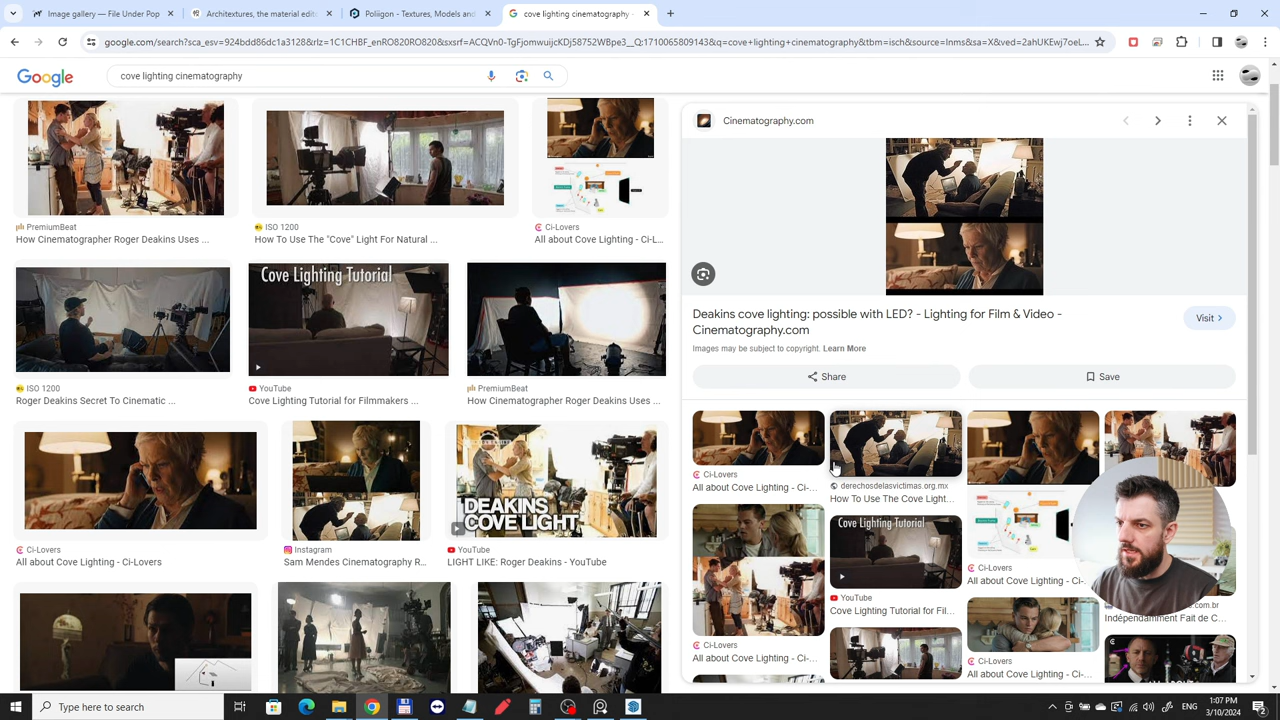 Image gallery — File Under Pop
Architextures, the material edit
Poliigon - Textures, Models and
cove lighting cinematography -
google.com/search?sca_esv=924bdd86dc1a3128&rlz=1C1CHBF_enRO820RO820&sxsrf=ACQVn0-TgFjomwuijcKDj58752WBpe3__Q:1710065809143&q=cove+lighting+cinematography&tbm=isch&source=lnms&sa=X&ved=2ahUKEwj7oeL...
Google
cove lighting cinematography
Cinematography.com
PremiumBeat
How Cinematographer Roger Deakins Uses ...
ISO 1200
How To Use The "Cove" Light For Natural ...
Ci-Lovers
All about Cove Lighting - Ci-L...
Deakins cove lighting: possible with LED? - Lighting for Film & Video -
Cinematography.com
Visit
Images may be subject to copyright. Learn More
Share
Save
Cove Lighting Tutorial
ISO 1200
Roger Deakins Secret To Cinematic ...
YouTube
Cove Lighting Tutorial for Filmmakers ...
PremiumBeat
How Cinematographer Roger Deakins Uses ...
Ci-Lovers
All about Cove Lighting - Ci-...
derechosdelasvictimas.org.mx
How To Use The Cove Light...
DEAKINS
COVE LIGHT
Cove Lighting Tutorial
Ci-Lovers
All about Cove Lighting - Ci-Lovers
Instagram
Sam Mendes Cinematography R...
YouTube
LIGHT LIKE: Roger Deakins - YouTube
Ci-Lovers
All about Cove Lighting - Ci-...
s.com.br
Indépendamment Fait de C...
YouTube
Cove Lighting Tutorial for Fil...
Ci-Lovers
All about Cove Lighting - Ci-...
Ci-Lovers
All about Cove Lighting - Ci-...
Type here to search
1:07 PM
3/10/2024
2